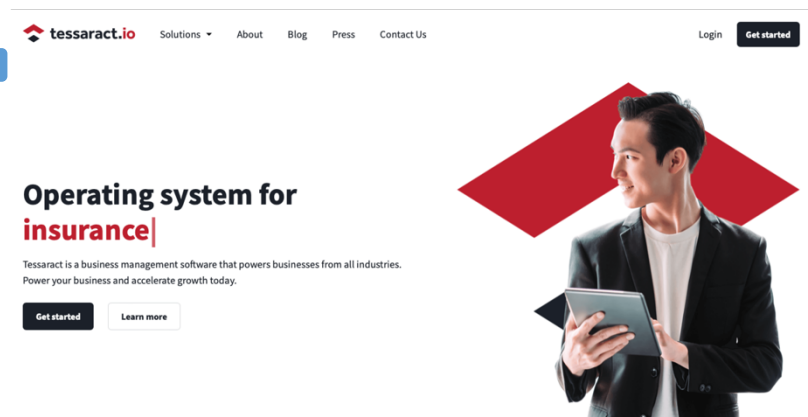 tessaract.io
Solutions
About
Blog
Press
Contact Us
Login
Get started
Operating system for
insurance|
Tessaract is a business management software that powers businesses from all industries.
Power your business and accelerate growth today.
Get started
Learn more